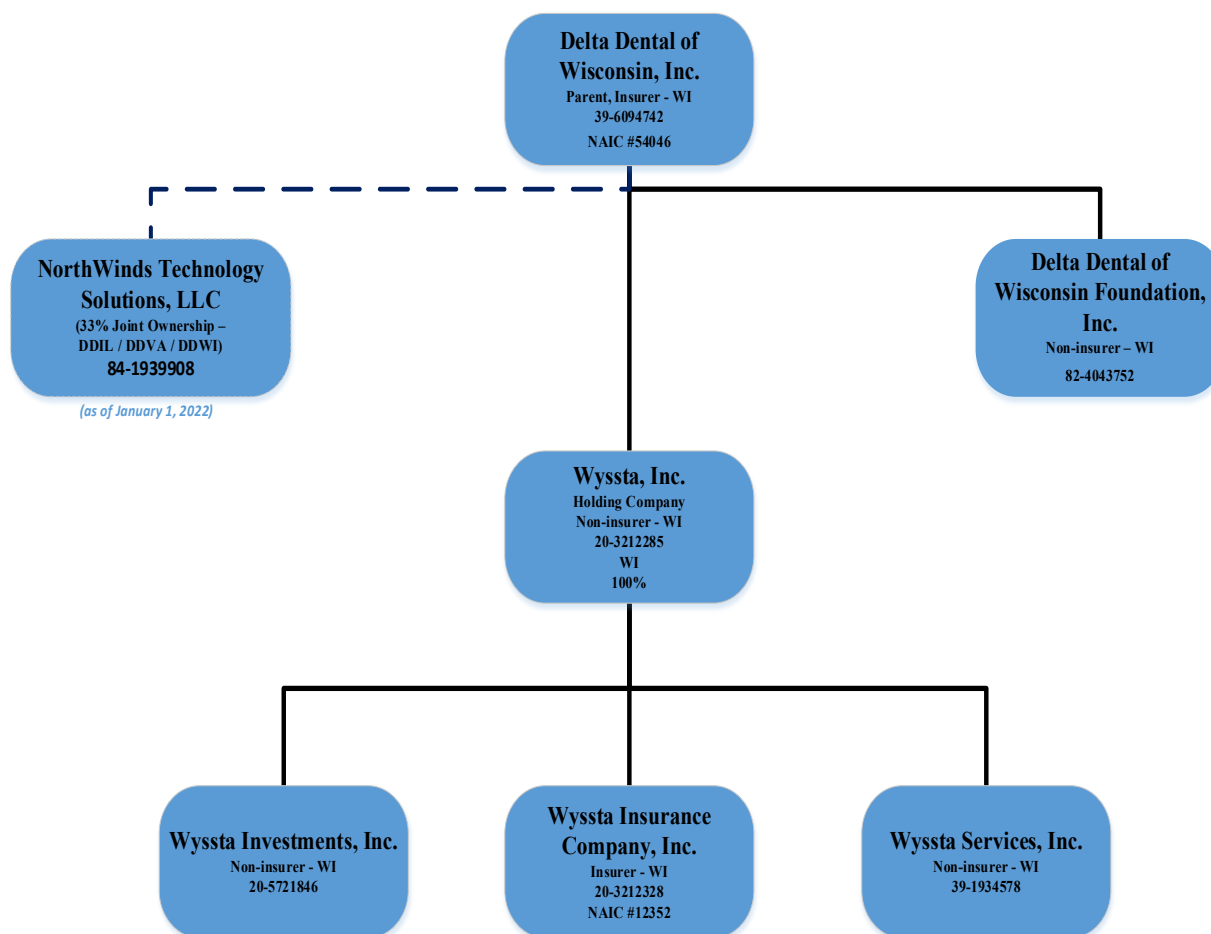 Delta Dental of
Wisconsin, Inc.
Parent, Insurer - WI
39-6094742
NAIC #54046
NorthWinds Technology
Solutions, LLC
(33% Joint Ownership –
DDIL / DDVA / DDWI)
84-1939908
(as of January 1, 2022)
Delta Dental of
Wisconsin Foundation,
Inc.
Non-insurer – WI
82-4043752
Wyssta, Inc.
Holding Company
Non-insurer - WI
20-3212285
WI
100%
Wyssta Investments, Inc.
Non-insurer - WI
20-5721846
Wyssta Insurance
Company, Inc.
Insurer - WI
20-3212328
NAIC #12352
Wyssta Services, Inc.
Non-insurer - WI
39-1934578